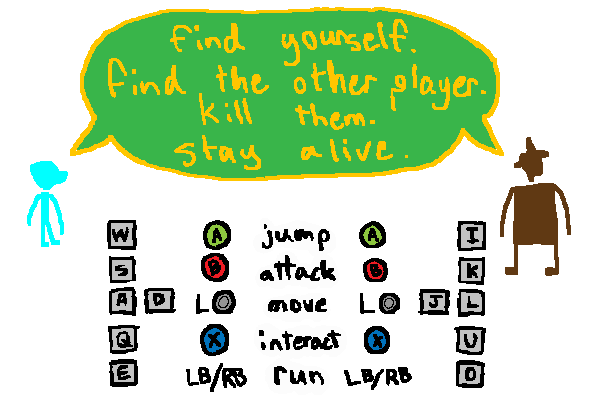 find yourself.
find the other player.
kill them.
stay alive.
W A jump A I
S B attack B K
A D L move L J L
Q X interact X U
E LB/RB run LB/RB O